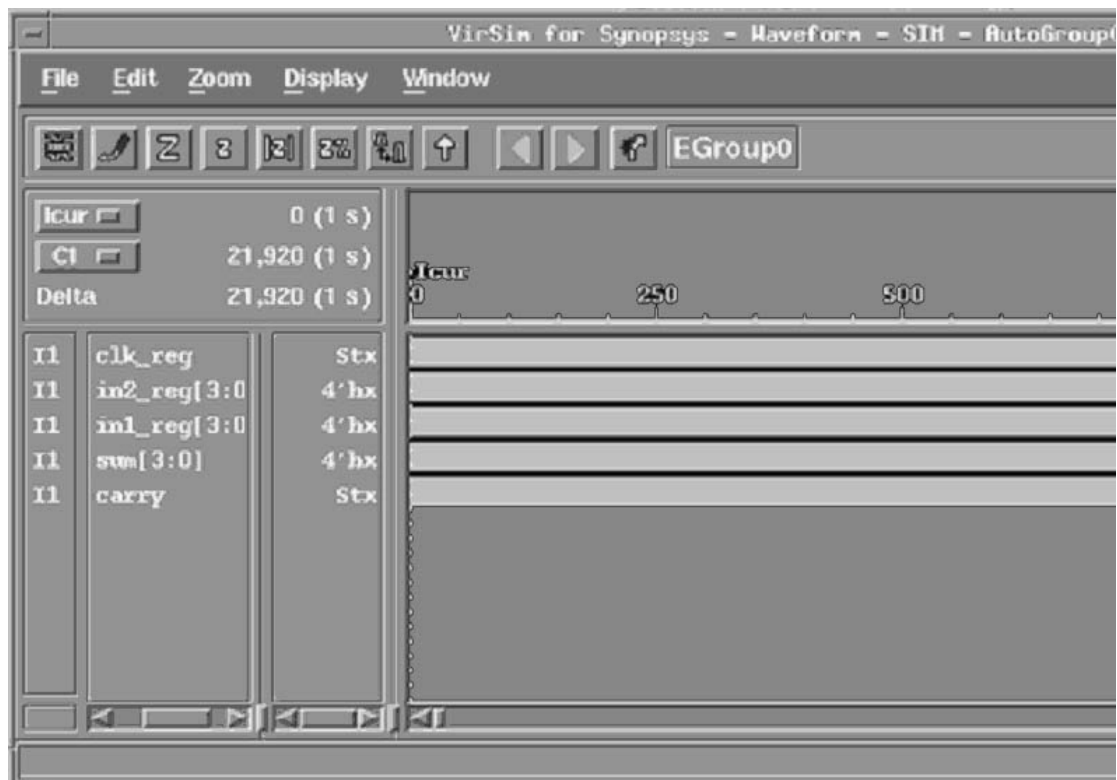 VirSim for Synopsys - Waveform - SIM - AutoGroup0
File Edit Zoom Display Window
Z z |z| z% EGroup0
Icur 0 (1 s)
C1 21,920 (1 s)
Delta 21,920 (1 s)
Icur
0 250 500
I1 clk_reg Stx
I1 in2_reg[3:0 4'hx
I1 in1_reg[3:0 4'hx
I1 sum[3:0] 4'hx
I1 carry Stx